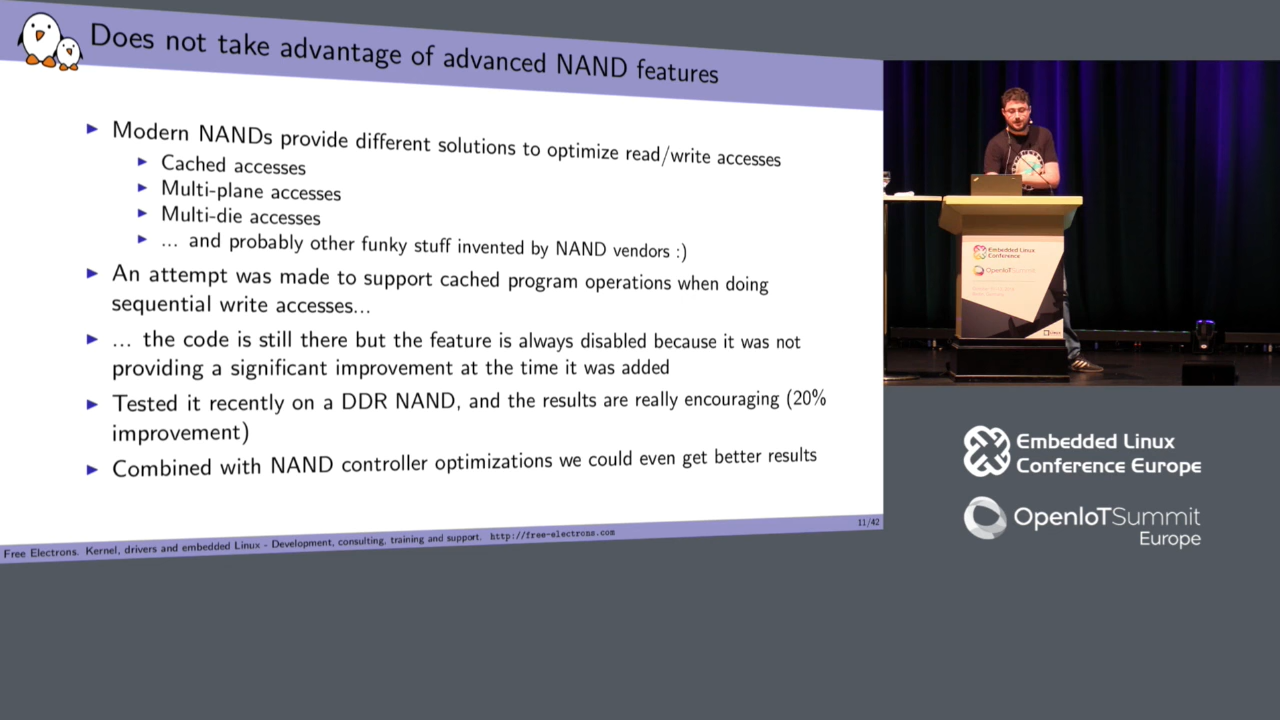 Does not take advantage of advanced NAND features
Modern NANDs provide different solutions to optimize read/write accesses
Cached accesses
Multi-plane accesses
Multi-die accesses
... and probably other funky stuff invented by NAND vendors :)
An attempt was made to support cached program operations when doing
sequential write accesses...
... the code is still there but the feature is always disabled because it was not
providing a significant improvement at the time it was added
Tested it recently on a DDR NAND, and the results are really encouraging (20%
improvement)
Combined with NAND controller optimizations we could even get better results
11/42
Free Electrons. Kernel, drivers and embedded Linux - Development, consulting, training and support. http://free-electrons.com
Embedded Linux
Conference
OpenIoTSummit
Embedded Linux
Conference Europe
OpenIoTSummit
Europe